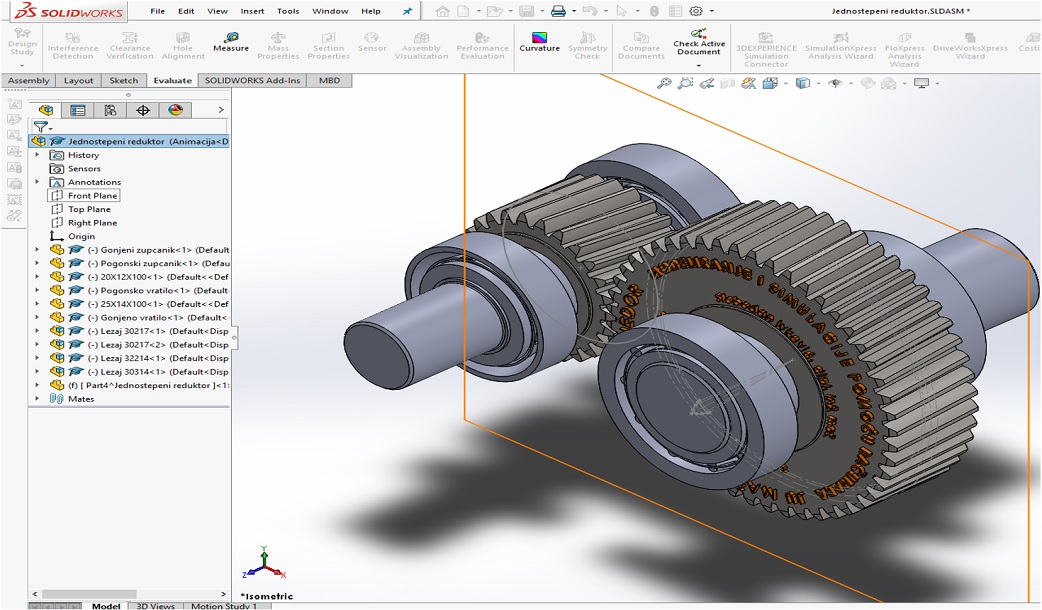 SOLIDWORKS
File Edit View Insert Tools Window Help
Jednostepeni reduktor.SLDASM *
Design Study
Interference Detection
Clearance Verification
Hole Alignment
Measure
Mass Properties
Section Properties
Sensor
Assembly Visualization
Performance Evaluation
Curvature
Symmetry Check
Compare Documents
Check Active Document
3DEXPERIENCE Simulation Connector
SimulationXpress Analysis Wizard
FloXpress Analysis Wizard
DriveWorksXpress Wizard
Costi
Assembly Layout Sketch Evaluate SOLIDWORKS Add-Ins MBD
Jednostepeni reduktor (Animacija<D
History
Sensors
Annotations
Front Plane
Top Plane
Right Plane
Origin
(-) Gonjeni zupcanik<1> (Default
(-) Pogonski zupcanik<1> (Defau
(-) 20X12X100<1> (Default<<Def
(-) Pogonsko vratilo<1> (Default
(-) 25X14X100<1> (Default<<Def
(-) Gonjeno vratilo<1> (Default<
(-) Lezaj 30217<1> (Default<Disp
(-) Lezaj 30217<2> (Default<Disp
(-) Lezaj 32214<1> (Default<Disp
(-) Lezaj 30314<1> (Default<Disp
(f) [ Part4^Jednostepeni reduktor ]<1>
Mates
I SIMULACIJE POMOĆU
Y
Z
X
*Isometric
Model 3D Views Motion Study 1